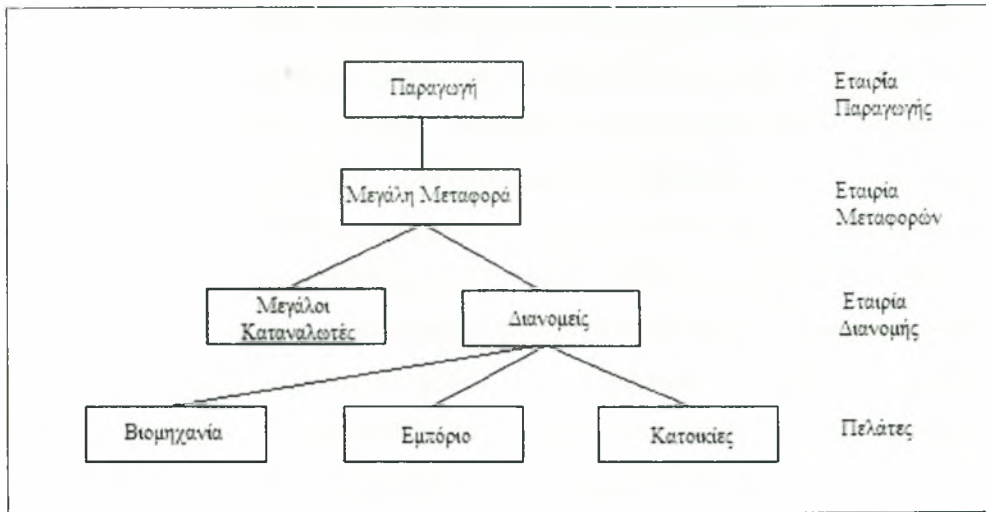 Παραγωγή
Εταιρία
Παραγωγής
Μεγάλη Μεταφορά
Εταιρία
Μεταφορών
Μεγάλοι
Καταναλωτές
Διανομείς
Εταιρία
Διανομής
Βιομηχανία
Εμπόριο
Κατοικίες
Πελάτες